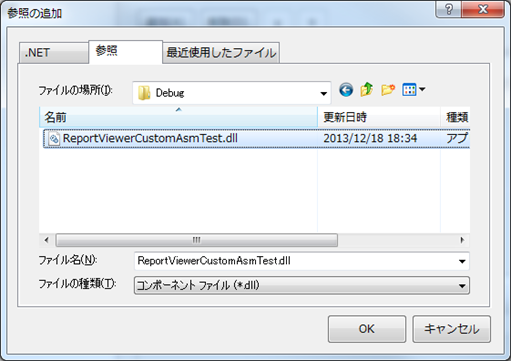 参照の追加
.NET
参照
最近使用したファイル
ファイルの場所(I):
Debug
名前
更新日時
種類
ReportViewerCustomAsmTest.dll
2013/12/18 18:34
アプ
ファイル名(N):
ReportViewerCustomAsmTest.dll
ファイルの種類(T):
コンポーネント ファイル (*.dll)
OK
キャンセル